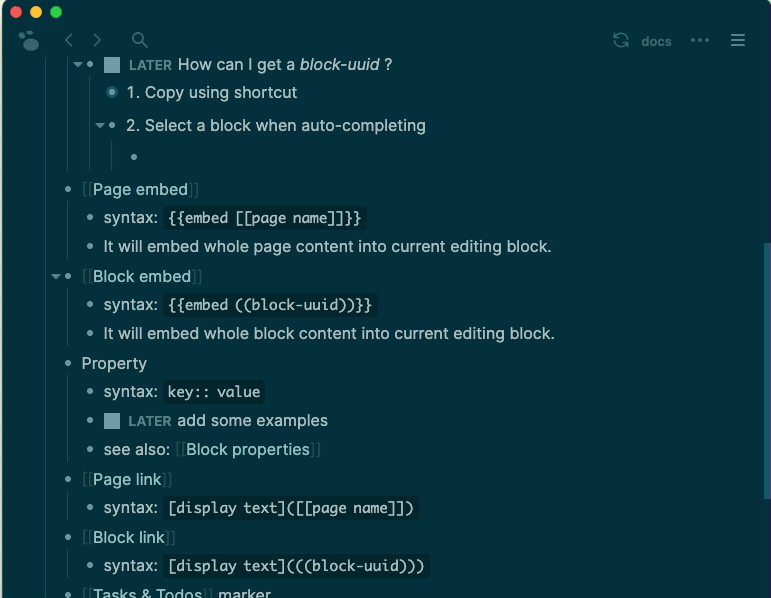 docs
LATER How can I get a block-uuid ?
1. Copy using shortcut
2. Select a block when auto-completing
[[Page embed]]
syntax: {{embed [[page name]]}}
It will embed whole page content into current editing block.
[[Block embed]]
syntax: {{embed ((block-uuid))}}
It will embed whole block content into current editing block.
Property
syntax: key:: value
LATER add some examples
see also: [[Block properties]]
[[Page link]]
syntax: [display text]([[page name]])
[[Block link]]
syntax: [display text](((block-uuid)))
[[Tasks & Todos]] marker